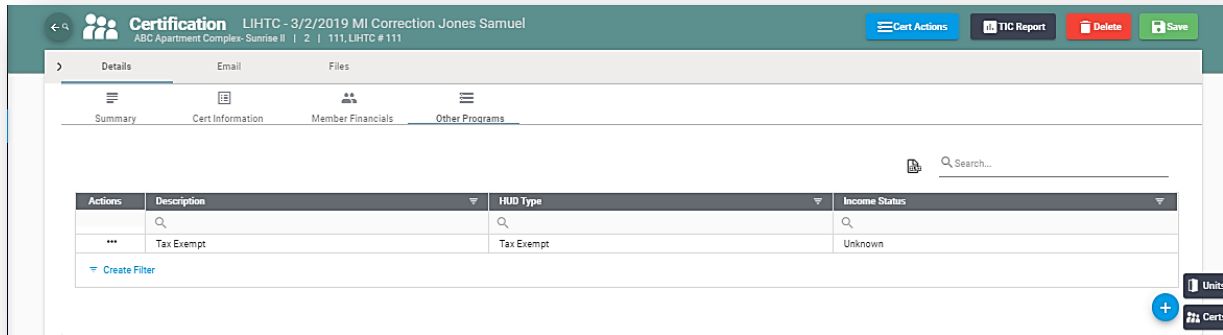 Certification LIHTC - 3/2/2019 MI Correction Jones Samuel
ABC Apartment Complex- Sunrise II | 2 | 111, LIHTC # 111
Cert Actions
TIC Report
Delete
Save
Details Email Files
Summary Cert Information Member Financials Other Programs
Search...
Actions Description HUD Type Income Status
Tax Exempt Tax Exempt Unknown
Create Filter
Units
Certs